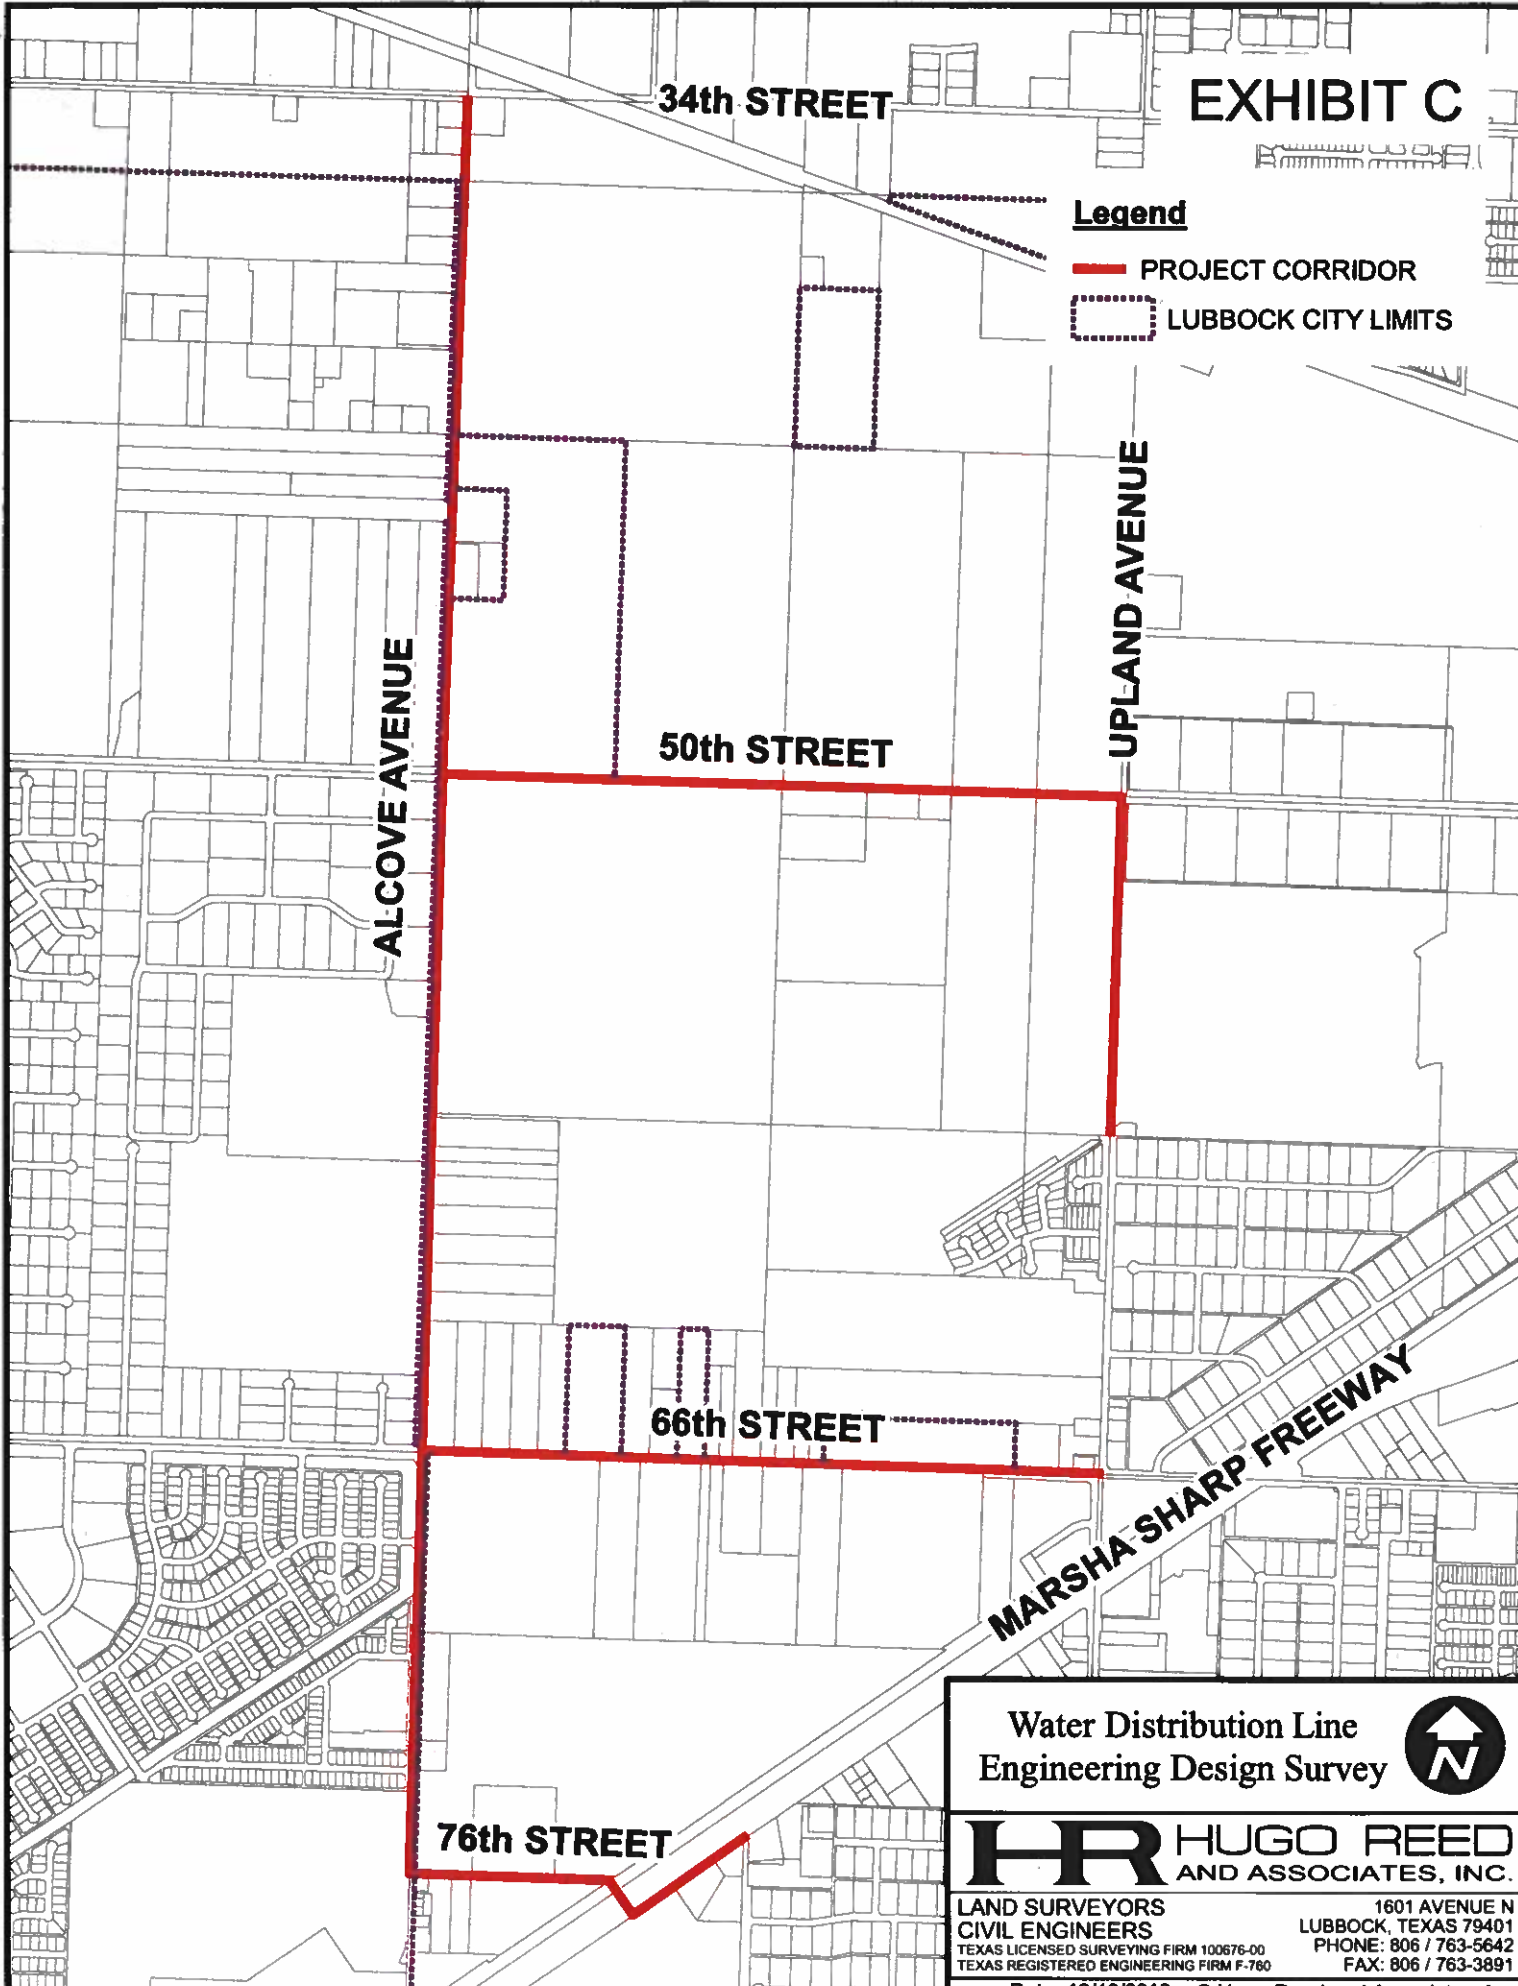 34th STREET
EXHIBIT C
Legend
PROJECT CORRIDOR
LUBBOCK CITY LIMITS
UPLAND AVENUE
ALCOVE AVENUE
50th STREET
66th STREET
MARSHA SHARP FREEWAY
76th STREET
Water Distribution Line
Engineering Design Survey
N
HR HUGO REED
AND ASSOCIATES, INC.
LAND SURVEYORS
CIVIL ENGINEERS
TEXAS LICENSED SURVEYING FIRM 100676-00
TEXAS REGISTERED ENGINEERING FIRM F-760
1601 AVENUE N
LUBBOCK, TEXAS 79401
PHONE: 806 / 763-5642
FAX: 806 / 763-3891